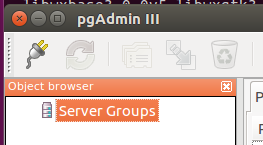 pgAdmin III
Object browser
Server Groups
P